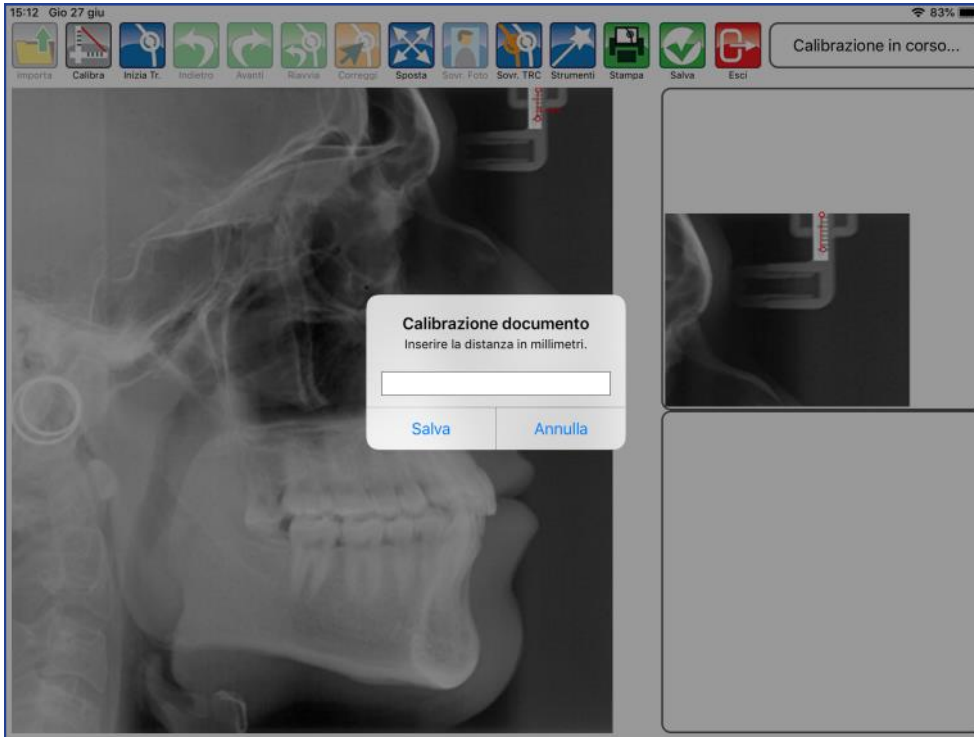 15:12 Gio 27 giu
83%
Importa
Calibra
Inizia Tr.
Indietro
Avanti
Riavvia
Correggi
Sposta
Sovr. Foto
Sovr. TRC
Strumenti
Stampa
Salva
Esci
Calibrazione in corso...
Calibrazione documento
Inserire la distanza in millimetri.
Salva
Annulla